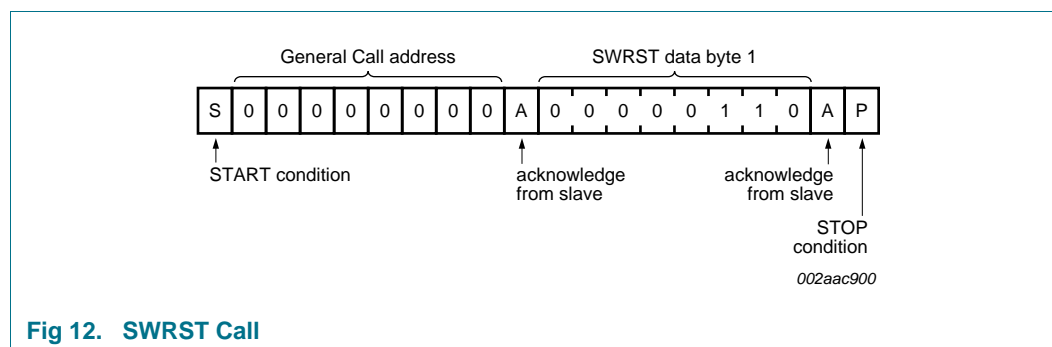 General Call address SWRST data byte 1
S 0 0 0 0 0 0 0 0 A 0 0 0 0 0 1 1 0 A P
START condition acknowledge acknowledge
from slave from slave
STOP
condition
002aac900
Fig 12. SWRST Call